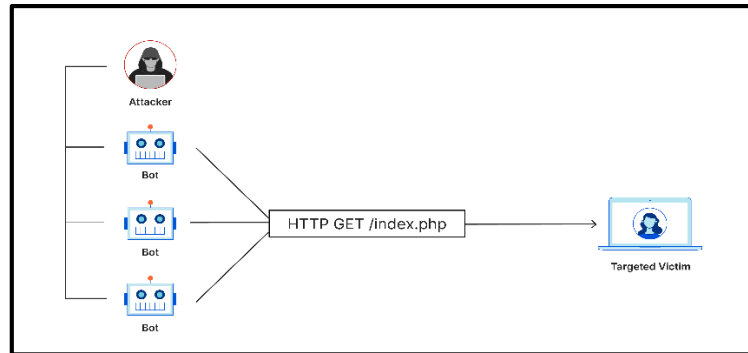 Attacker
Bot
HTTP GET /index.php
Bot
Targeted Victim
Bot